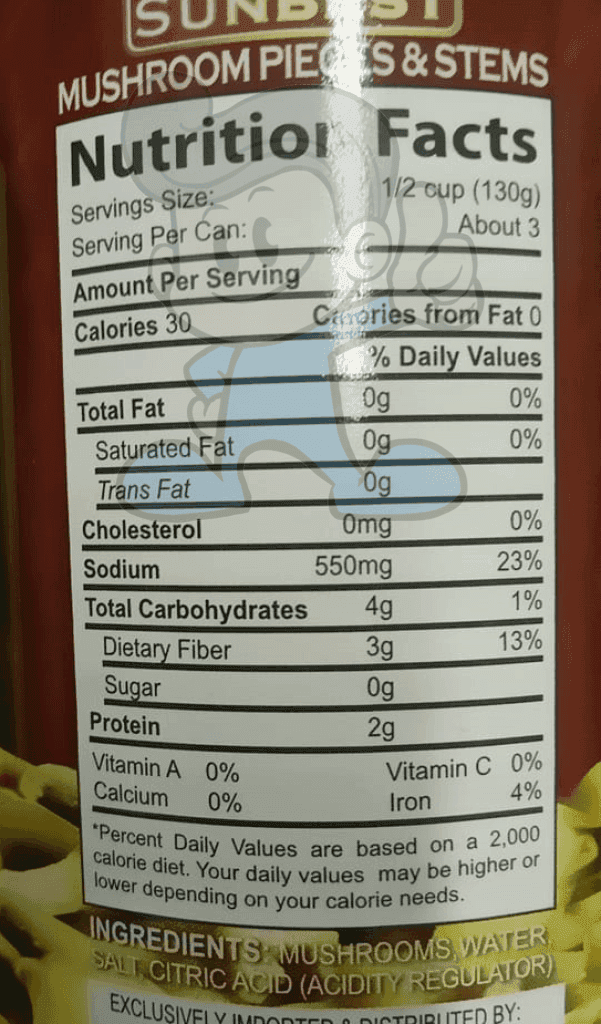 SUNBEST
MUSHROOM PIECES & STEMS
Nutrition Facts
Servings Size: 1/2 cup (130g)
Serving Per Can: About 3
Amount Per Serving
Calories 30 Calories from Fat 0
% Daily Values
Total Fat 0g 0%
Saturated Fat 0g 0%
Trans Fat 0g
Cholesterol 0mg 0%
Sodium 550mg 23%
Total Carbohydrates 4g 1%
Dietary Fiber 3g 13%
Sugar 0g
Protein 2g
Vitamin A 0% Vitamin C 0%
Calcium 0% Iron 4%
*Percent Daily Values are based on a 2,000
calorie diet. Your daily values may be higher or
lower depending on your calorie needs.
INGREDIENTS: MUSHROOMS, WATER
SALT, CITRIC ACID (ACIDITY REGULATOR)
EXCLUSIVELY IMPORTED & DISTRIBUTED BY: